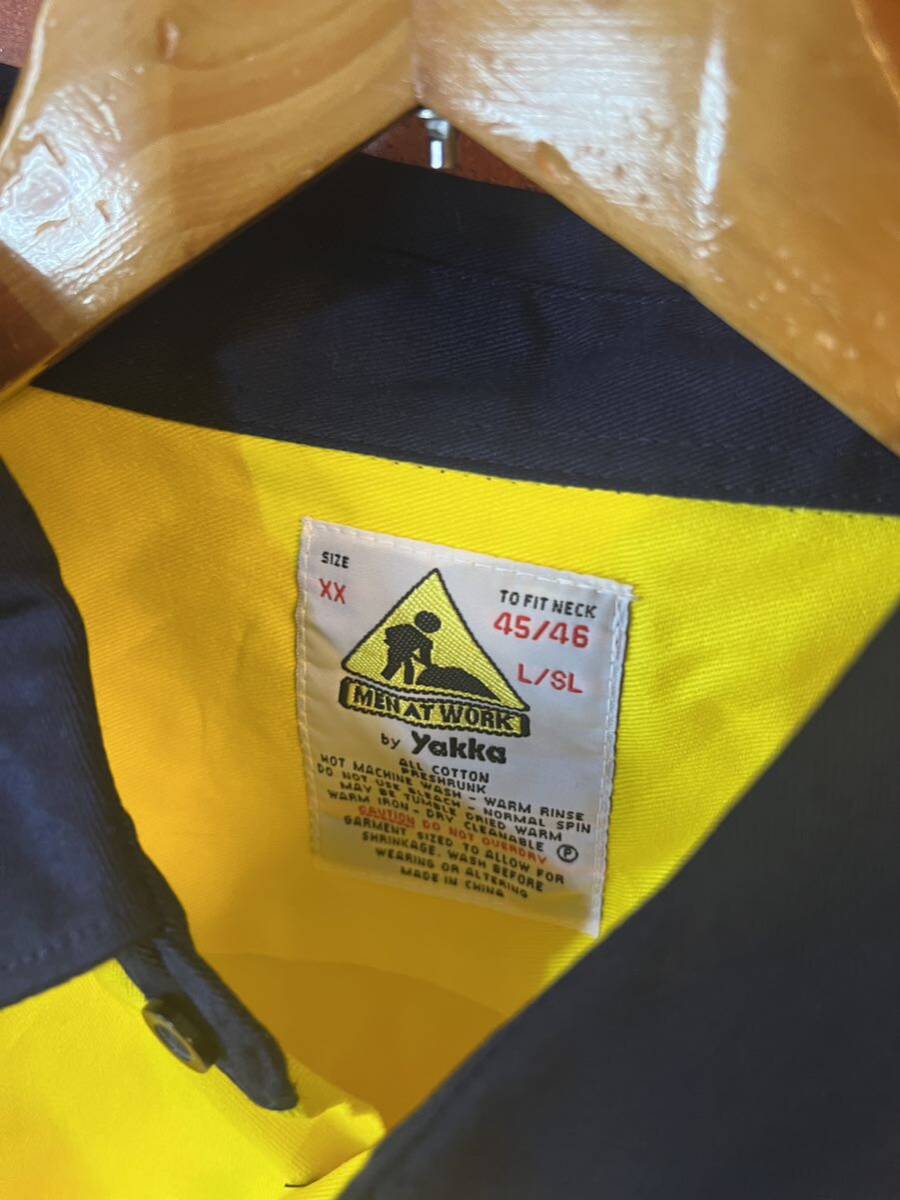 SIZE
XX
TO FIT NECK
45/46
L/SL
MEN AT WORK
by Yakka
ALL COTTON
PRESHRUNK
HOT MACHINE WASH - WARM RINSE
DO NOT USE BLEACH - NORMAL SPIN
MAY BE TUMBLE DRIED WARM
WARM IRON - DRY CLEANABLE P
CAUTION DO NOT OVERDRY
GARMENT SIZED TO ALLOW FOR
SHRINKAGE. WASH BEFORE
WEARING OR ALTERING
MADE IN CHINA